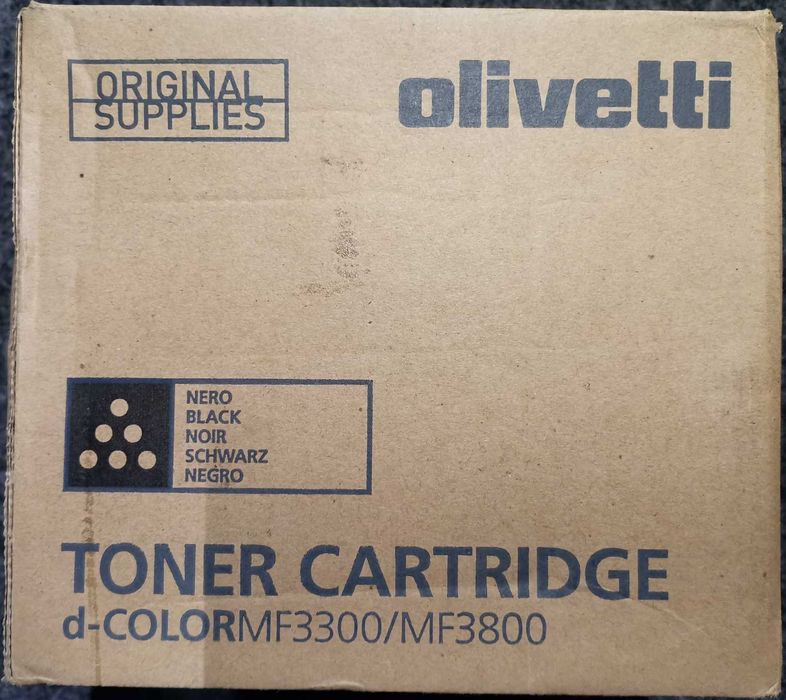 ORIGINAL
SUPPLIES
olivetti
NERO
BLACK
NOIR
SCHWARZ
NEGRO
TONER CARTRIDGE
d-COLORMF3300/MF3800